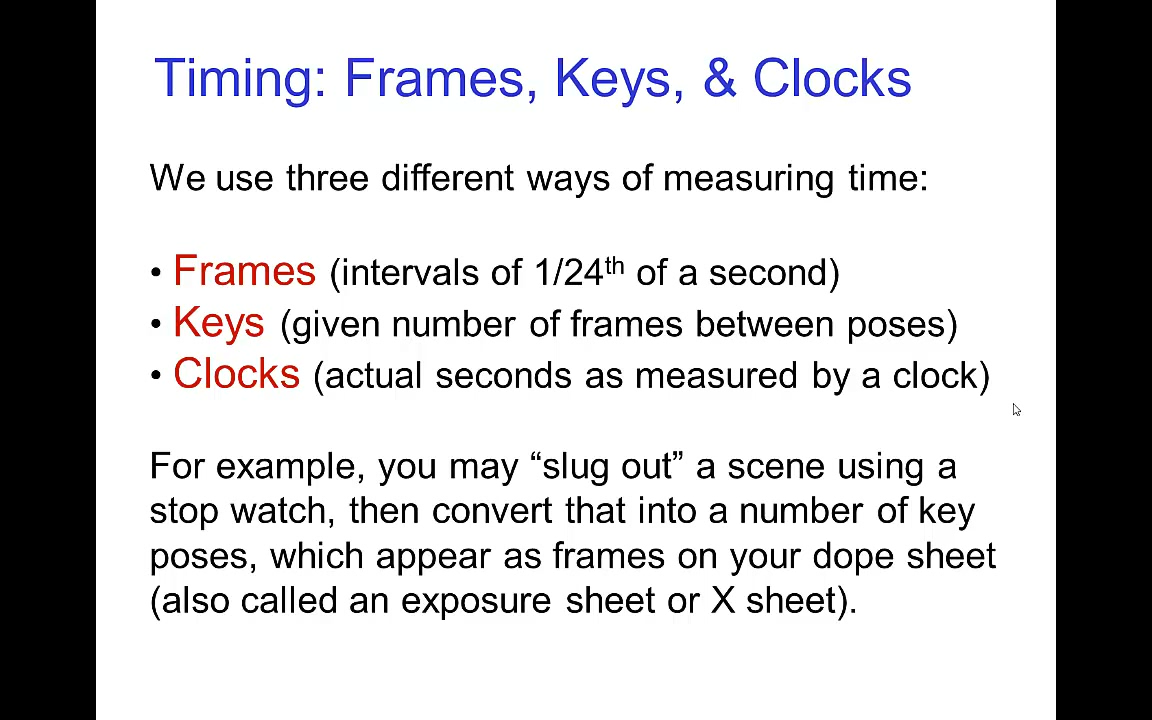 Timing: Frames, Keys, & Clocks
We use three different ways of measuring time:
• Frames (intervals of 1/24th of a second)
• Keys (given number of frames between poses)
• Clocks (actual seconds as measured by a clock)
For example, you may “slug out” a scene using a
stop watch, then convert that into a number of key
poses, which appear as frames on your dope sheet
(also called an exposure sheet or X sheet).